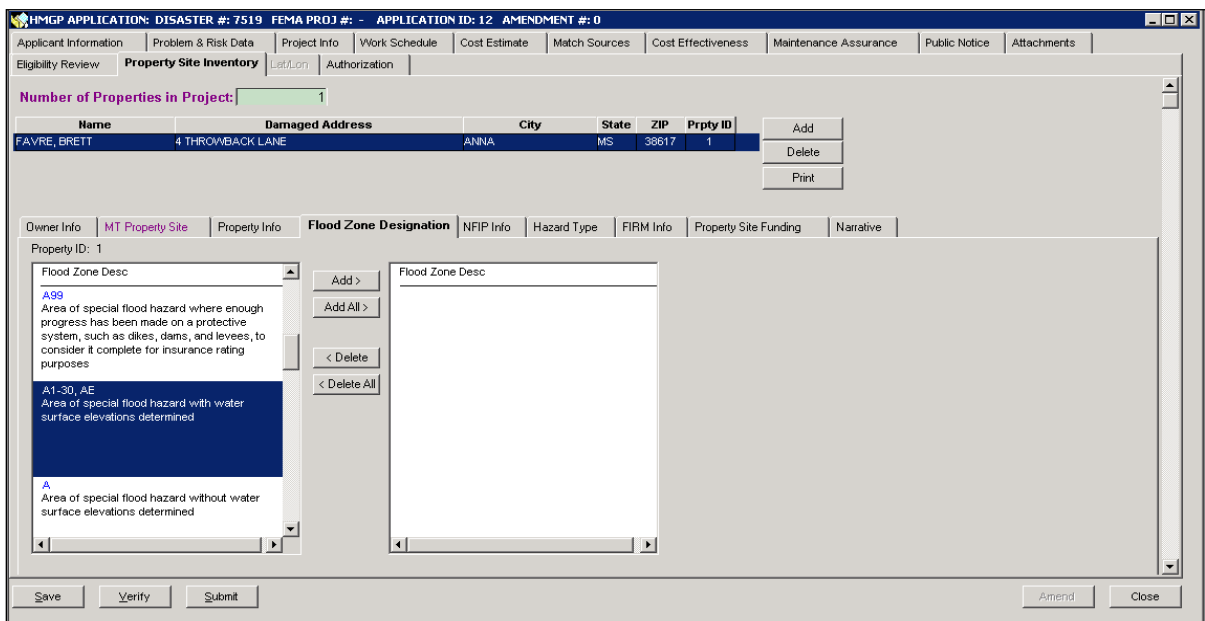 HMGP APPLICATION: DISASTER #: 7519 FEMA PROJ #: - APPLICATION ID: 12 AMENDMENT #: 0
Applicant Information Problem & Risk Data Project Info Work Schedule Cost Estimate Match Sources Cost Effectiveness Maintenance Assurance Public Notice Attachments
Eligibility Review Property Site Inventory Lat/Lon Authorization
Number of Properties in Project: 1
Name Damaged Address City State ZIP Prpty ID
FAVRE, BRETT 4 THROWBACK LANE ANNA MS 38617 1
Add
Delete
Print
Owner Info MT Property Site Property Info Flood Zone Designation NFIP Info Hazard Type FIRM Info Property Site Funding Narrative
Property ID: 1
Flood Zone Desc
A99
Area of special flood hazard where enough
progress has been made on a protective
system, such as dikes, dams, and levees, to
consider it complete for insurance rating
purposes
A1-30, AE
Area of special flood hazard with water
surface elevations determined
A
Area of special flood hazard without water
surface elevations determined
Add >
Add All >
< Delete
< Delete All
Flood Zone Desc
Save Verify Submit Amend Close